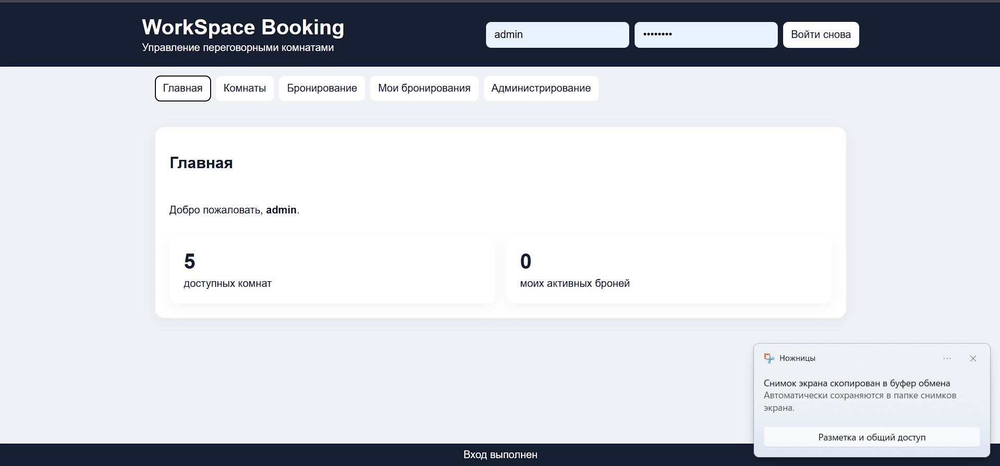 WorkSpace Booking
Управление переговорными комнатами
admin
••••••••
Войти снова
Главная
Комнаты
Бронирование
Мои бронирования
Администрирование
Главная
Добро пожаловать, admin.
5
доступных комнат
0
моих активных броней
Ножницы
Снимок экрана скопирован в буфер обмена
Автоматически сохраняются в папке снимков
экрана.
Разметка и общий доступ
Вход выполнен